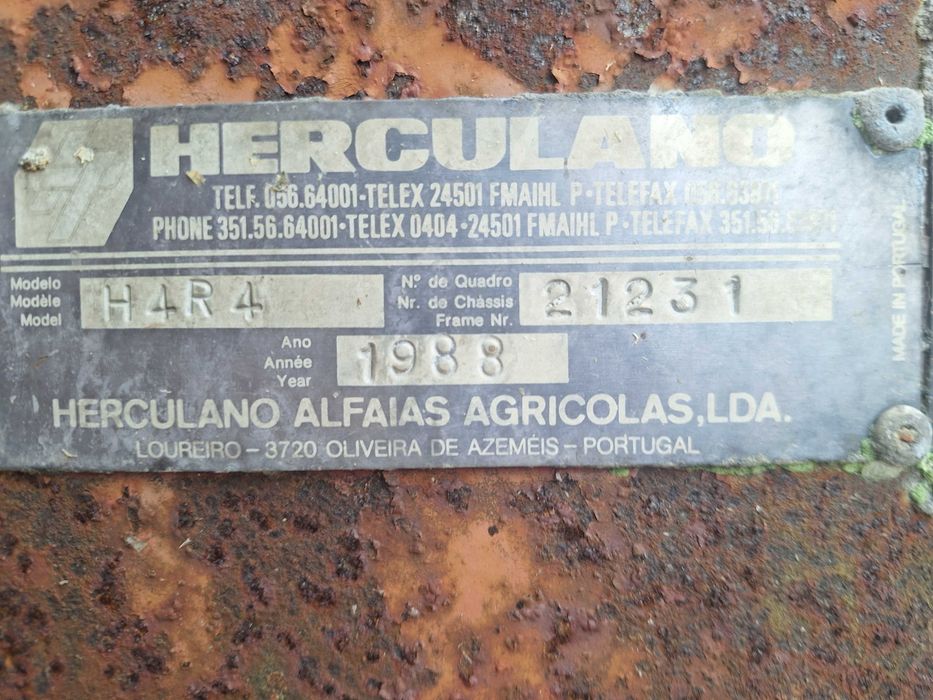 HERCULANO
TELF. 056.64001 · TELEX 24501 FMAIHL P · TELEFAX
PHONE 351.56.64001 · TELEX 0404 · 24501 FMAIHL P · TELEFAX
Modelo
Modèle
Model
H4R4
Nº de Quadro
Nr. de Châssis
Frame Nr.
21231
Ano
Année
Year
1988
HERCULANO ALFAIAS AGRICOLAS, LDA.
LOUREIRO – 3720 OLIVEIRA DE AZEMÉIS – PORTUGAL
MADE IN PORTUGAL